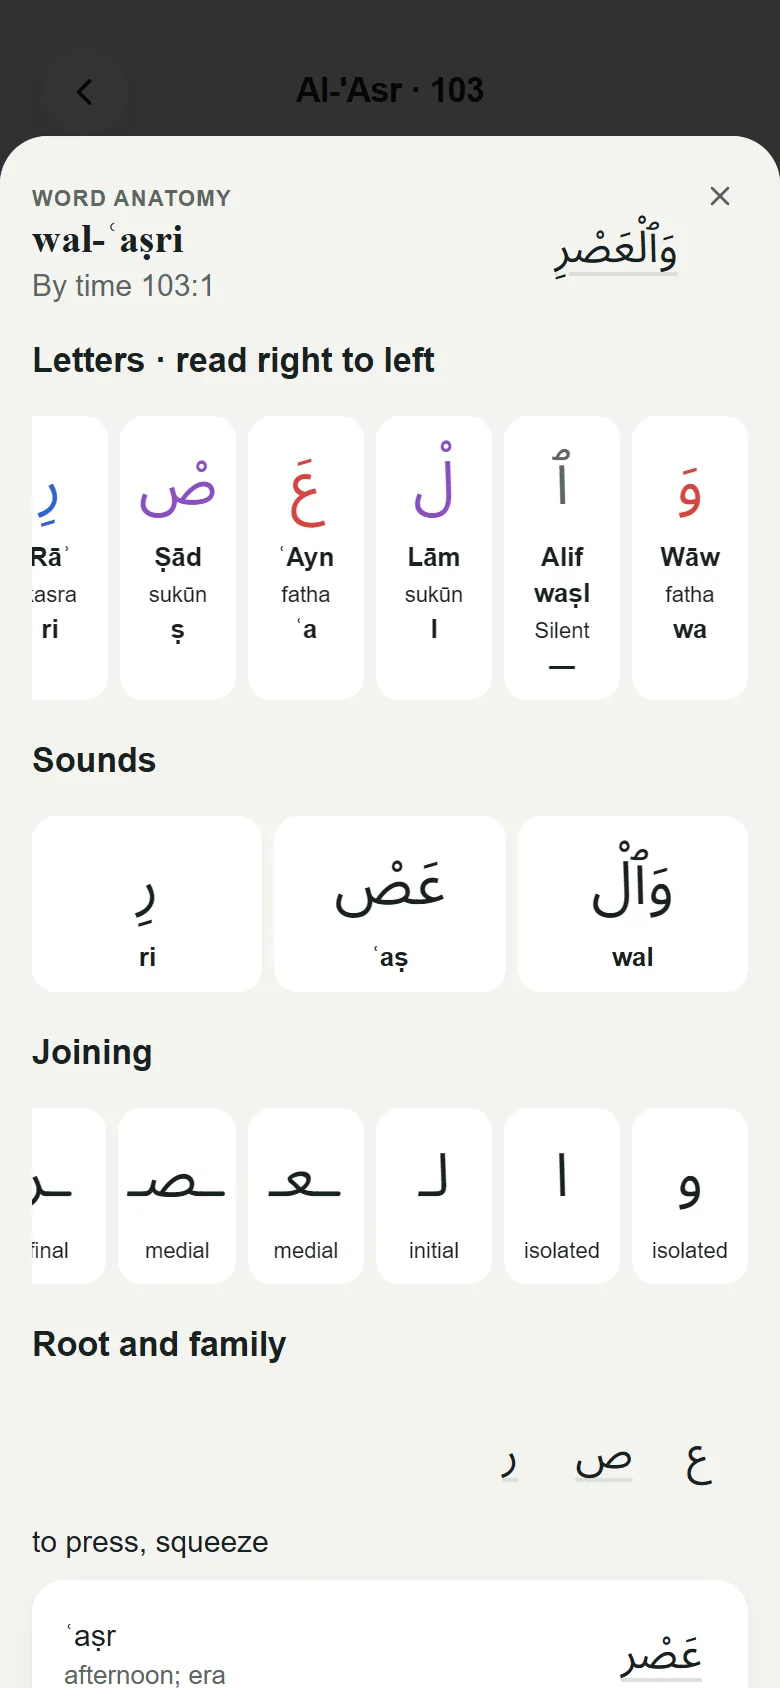 Al-'Asr · 103
WORD ANATOMY
wal-ʿaṣri
وَٱلْعَصْرِ
By time 103:1
Letters · read right to left
وَ
Wāw
fatha
wa
ٱ
Alif
waṣl
Silent
—
لْ
Lām
sukūn
l
عَ
ʿAyn
fatha
ʿa
صْ
Ṣād
sukūn
ṣ
رِ
Rāʾ
asra
ri
Sounds
وَٱلْ
wal
عَصْ
ʿaṣ
رِ
ri
Joining
و
isolated
ا
isolated
لـ
initial
ـعـ
medial
ـصـ
medial
ـر
final
Root and family
ع ص ر
to press, squeeze
ʿaṣr
عَصْر
afternoon; era